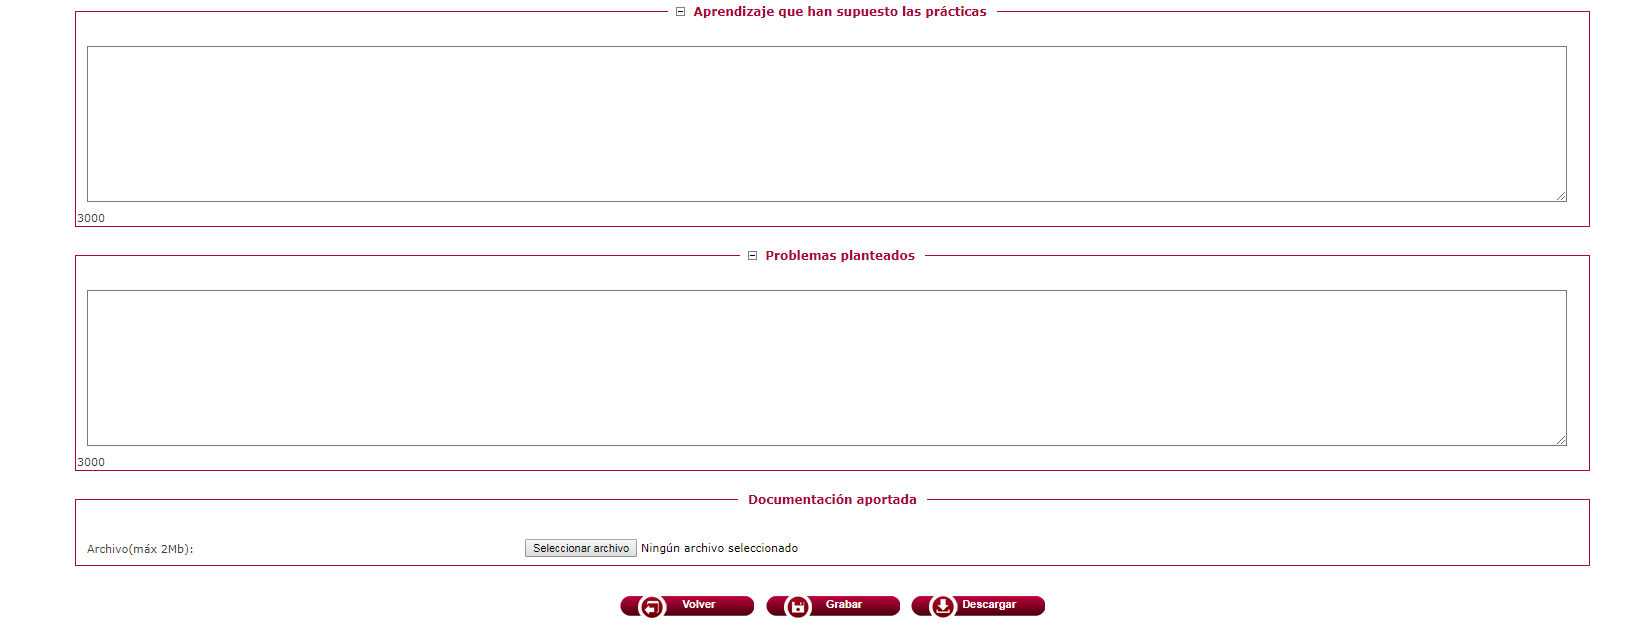 Aprendizaje que han supuesto las prácticas
3000
Problemas planteados
3000
Documentación aportada
Archivo(máx 2Mb): Seleccionar archivo Ningún archivo seleccionado
Volver Grabar Descargar